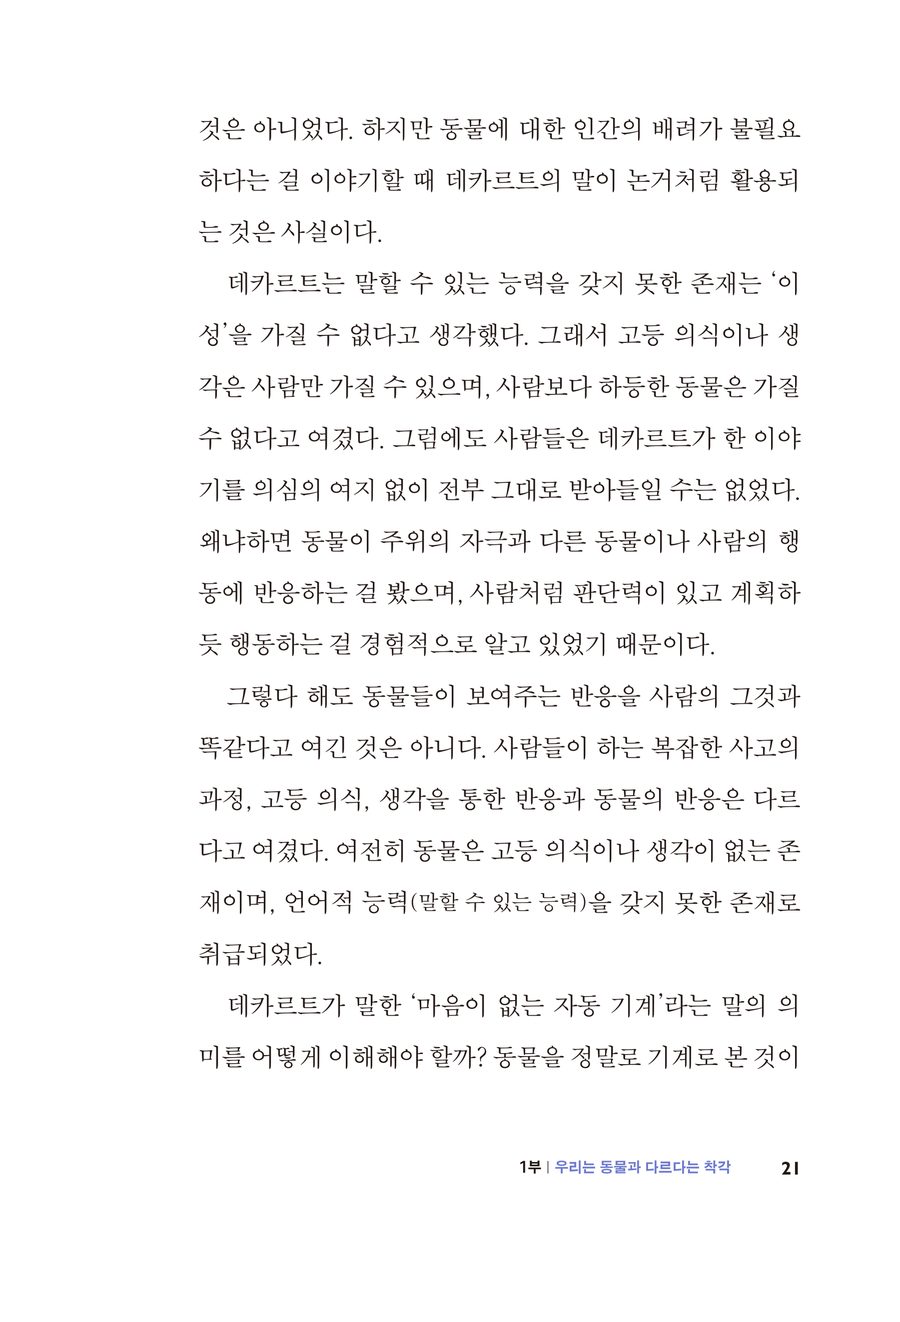 것은 아니었다. 하지만 동물에 대한 인간의 배려가 불필요
하다는 걸 이야기할 때 데카르트의 말이 논거처럼 활용되
는 것은 사실이다.
데카르트는 말할 수 있는 능력을 갖지 못한 존재는 ‘이
성’을 가질 수 없다고 생각했다. 그래서 고등 의식이나 생
각은 사람만 가질 수 있으며, 사람보다 하등한 동물은 가질
수 없다고 여겼다. 그럼에도 사람들은 데카르트가 한 이야
기를 의심의 여지 없이 전부 그대로 받아들일 수는 없었다.
왜냐하면 동물이 주위의 자극과 다른 동물이나 사람의 행
동에 반응하는 걸 봤으며, 사람처럼 판단력이 있고 계획하
듯 행동하는 걸 경험적으로 알고 있었기 때문이다.
그렇다 해도 동물들이 보여주는 반응을 사람의 그것과
똑같다고 여긴 것은 아니다. 사람들이 하는 복잡한 사고의
과정, 고등 의식, 생각을 통한 반응과 동물의 반응은 다르
다고 여겼다. 여전히 동물은 고등 의식이나 생각이 없는 존
재이며, 언어적 능력(말할 수 있는 능력)을 갖지 못한 존재로
취급되었다.
데카르트가 말한 ‘마음이 없는 자동 기계’라는 말의 의
미를 어떻게 이해해야 할까? 동물을 정말로 기계로 본 것이
1부 | 우리는 동물과 다르다는 착각 21